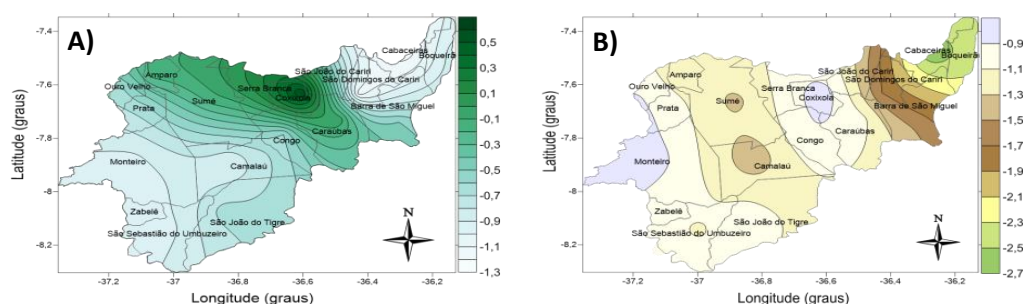 A)
Latitude (graus)
-7,4
-7,6
-7,8
-8
-8,2
Cabaceiras
Boqueirã
São João do Cariri
São Domingos do Cariri
Amparo
Ouro Velho
Serra Branca
Coxixola
Prata
Sumé
Barra de São Miguel
Caraúbas
Congo
Monteiro
Camalaú
Zabelê
São João do Tigre
São Sebastião do Umbuzeiro
N
-37,2
-37
-36,8
-36,6
-36,4
-36,2
Longitude (graus)
0,5
0,3
0,1
-0,1
-0,3
-0,5
-0,7
-0,9
-1,1
-1,3
B)
Latitude (graus)
-7,4
-7,6
-7,8
-8
-8,2
Cabaceiras
Boqueirã
São João do Cariri
São Domingos do Cariri
Amparo
Ouro Velho
Serra Branca
Coxixola
Prata
Sumé
Barra de São Miguel
Caraúbas
Congo
Monteiro
Camalaú
Zabelê
São João do Tigre
São Sebastião do Umbuzeiro
N
-37,2
-37
-36,8
-36,6
-36,4
-36,2
Longitude (graus)
-0,9
-1,1
-1,3
-1,5
-1,7
-1,9
-2,1
-2,3
-2,5
-2,7